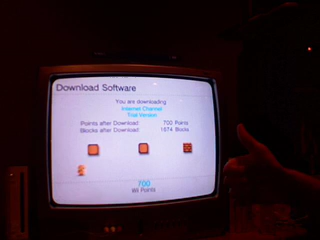 Download Software
You are downloading
Internet Channel
Trial Version
Points after Download: 700 Points
Blocks after Download: 1874 Blocks
700
Wii Points